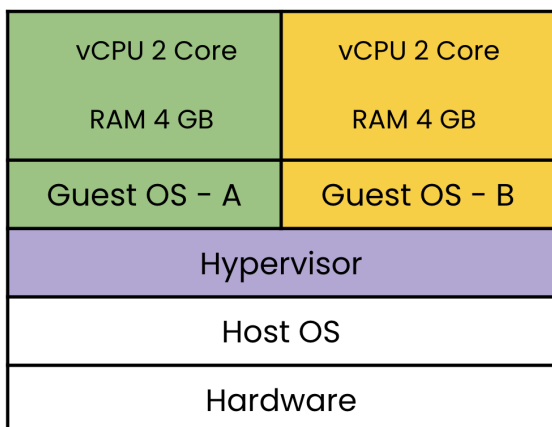 vCPU 2 Core
RAM 4 GB
Guest OS - A
vCPU 2 Core
RAM 4 GB
Guest OS - B
Hypervisor
Host OS
Hardware